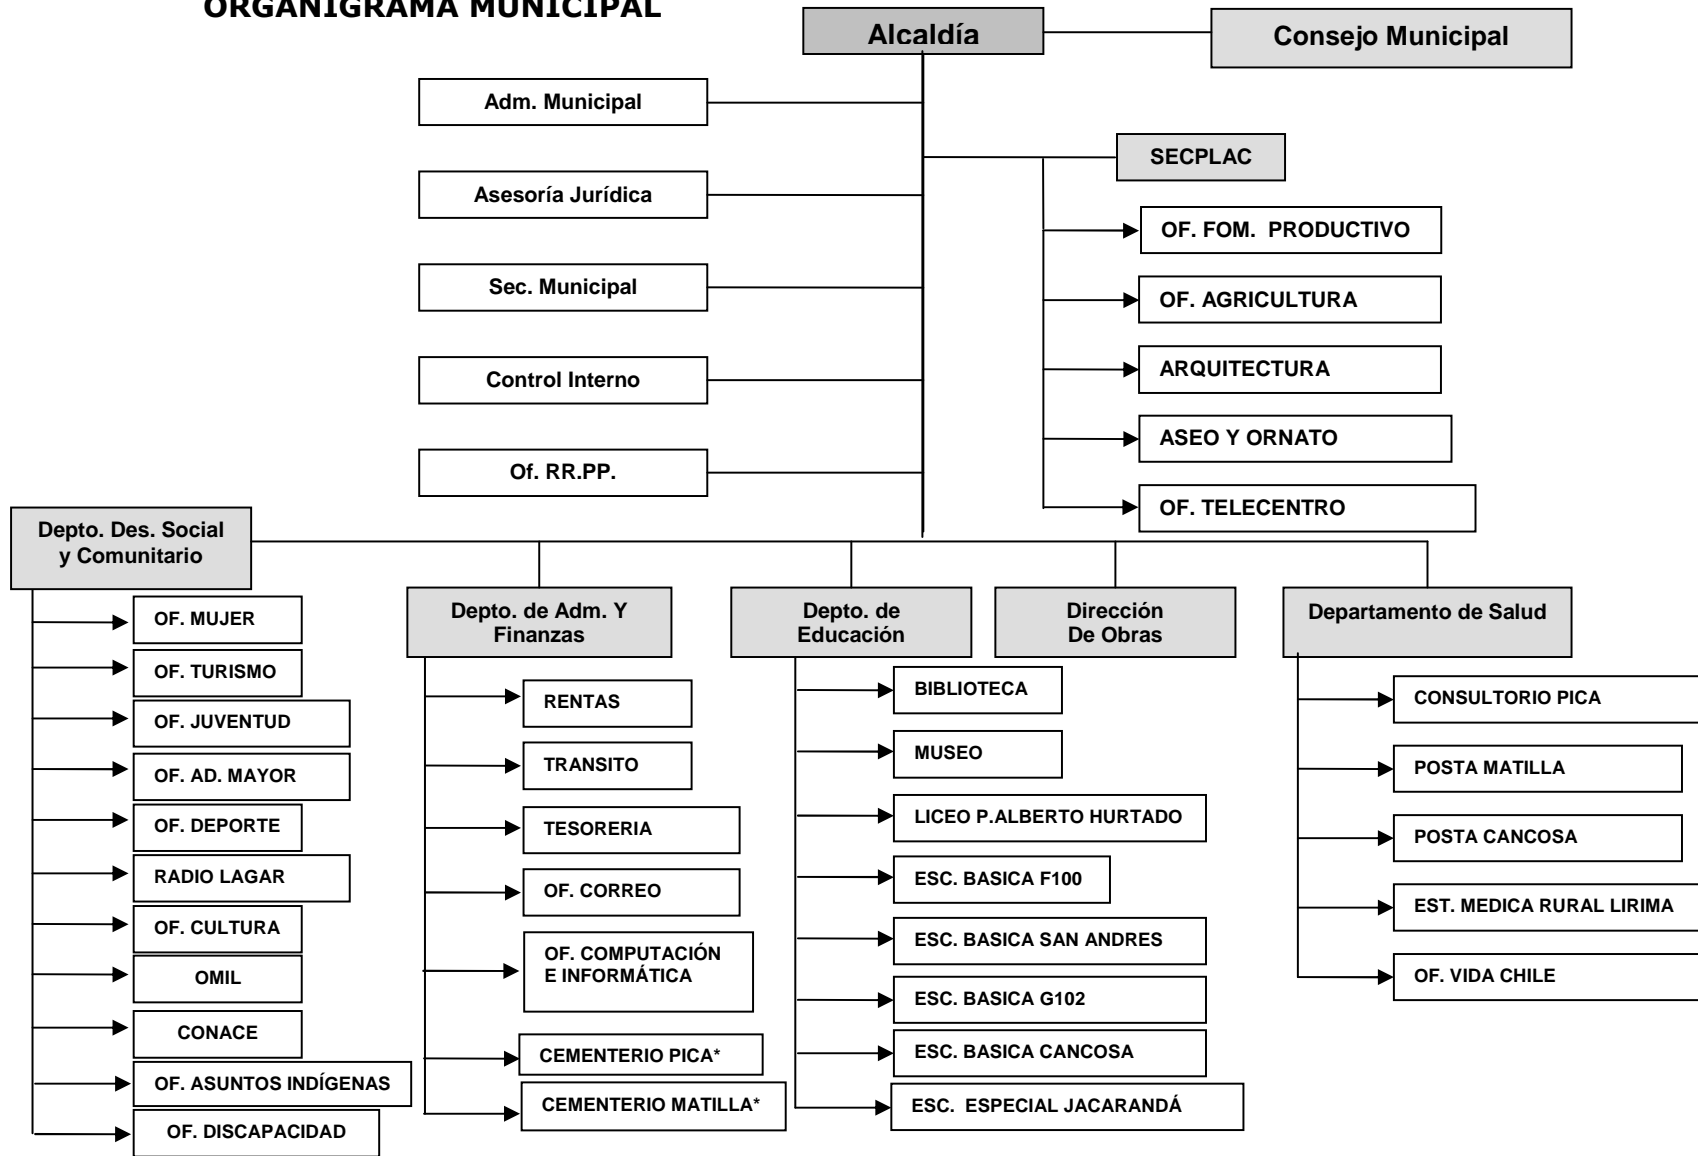 ORGANIGRAMA MUNICIPAL
Alcaldía
Consejo Municipal
Adm. Municipal
SECPLAC
Asesoría Jurídica
OF. FOM. PRODUCTIVO
Sec. Municipal
OF. AGRICULTURA
Control Interno
ARQUITECTURA
ASEO Y ORNATO
Of. RR.PP.
OF. TELECENTRO
Depto. Des. Social
y Comunitario
OF. MUJER
OF. TURISMO
OF. JUVENTUD
OF. AD. MAYOR
OF. DEPORTE
RADIO LAGAR
OF. CULTURA
OMIL
CONACE
OF. ASUNTOS INDÍGENAS
OF. DISCAPACIDAD
Depto. de Adm. Y
Finanzas
RENTAS
TRANSITO
TESORERIA
OF. CORREO
OF. COMPUTACIÓN
E INFORMÁTICA
CEMENTERIO PICA*
CEMENTERIO MATILLA*
Depto. de
Educación
BIBLIOTECA
MUSEO
LICEO P.ALBERTO HURTADO
ESC. BASICA F100
ESC. BASICA SAN ANDRES
ESC. BASICA G102
ESC. BASICA CANCOSA
ESC. ESPECIAL JACARANDÁ
Dirección
De Obras
Departamento de Salud
CONSULTORIO PICA
POSTA MATILLA
POSTA CANCOSA
EST. MEDICA RURAL LIRIMA
OF. VIDA CHILE